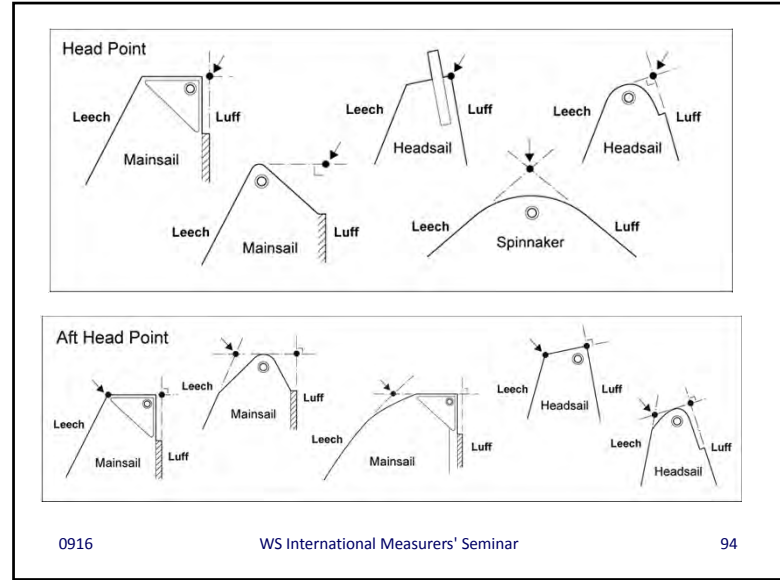 Head Point
Leech
Luff
Mainsail
Leech
Luff
Mainsail
Leech
Luff
Headsail
Leech
Luff
Spinnaker
Leech
Luff
Headsail
Aft Head Point
Leech
Luff
Mainsail
Leech
Luff
Mainsail
Leech
Luff
Mainsail
Leech
Luff
Headsail
Leech
Luff
Headsail
0916 WS International Measurers' Seminar 94